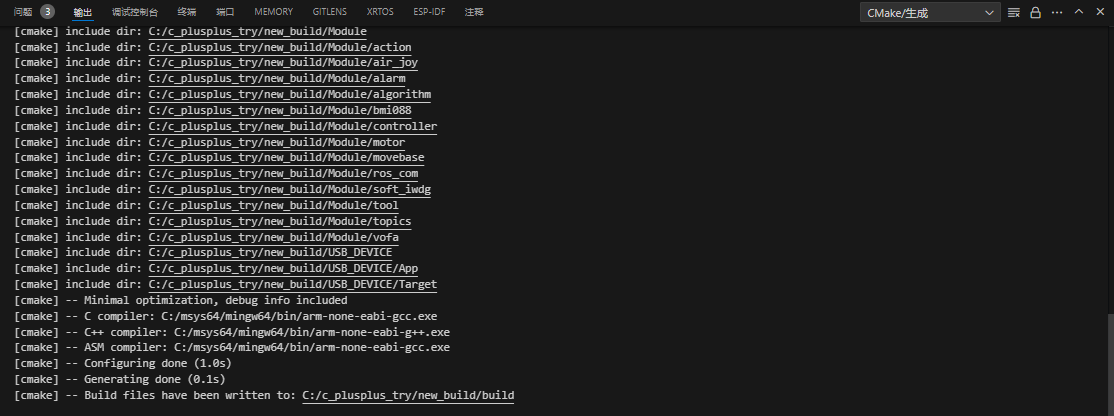 问题 3 输出 调试控制台 终端 端口 MEMORY GITLENS XRTOS ESP-IDF 注释 CMake/生成
[cmake] include dir: C:/c_plusplus_try/new_build/Module
[cmake] include dir: C:/c_plusplus_try/new_build/Module/action
[cmake] include dir: C:/c_plusplus_try/new_build/Module/air_joy
[cmake] include dir: C:/c_plusplus_try/new_build/Module/alarm
[cmake] include dir: C:/c_plusplus_try/new_build/Module/algorithm
[cmake] include dir: C:/c_plusplus_try/new_build/Module/bmi088
[cmake] include dir: C:/c_plusplus_try/new_build/Module/controller
[cmake] include dir: C:/c_plusplus_try/new_build/Module/motor
[cmake] include dir: C:/c_plusplus_try/new_build/Module/movebase
[cmake] include dir: C:/c_plusplus_try/new_build/Module/ros_com
[cmake] include dir: C:/c_plusplus_try/new_build/Module/soft_iwdg
[cmake] include dir: C:/c_plusplus_try/new_build/Module/tool
[cmake] include dir: C:/c_plusplus_try/new_build/Module/topics
[cmake] include dir: C:/c_plusplus_try/new_build/Module/vofa
[cmake] include dir: C:/c_plusplus_try/new_build/USB_DEVICE
[cmake] include dir: C:/c_plusplus_try/new_build/USB_DEVICE/App
[cmake] include dir: C:/c_plusplus_try/new_build/USB_DEVICE/Target
[cmake] -- Minimal optimization, debug info included
[cmake] -- C compiler: C:/msys64/mingw64/bin/arm-none-eabi-gcc.exe
[cmake] -- C++ compiler: C:/msys64/mingw64/bin/arm-none-eabi-g++.exe
[cmake] -- ASM compiler: C:/msys64/mingw64/bin/arm-none-eabi-gcc.exe
[cmake] -- Configuring done (1.0s)
[cmake] -- Generating done (0.1s)
[cmake] -- Build files have been written to: C:/c_plusplus_try/new_build/build